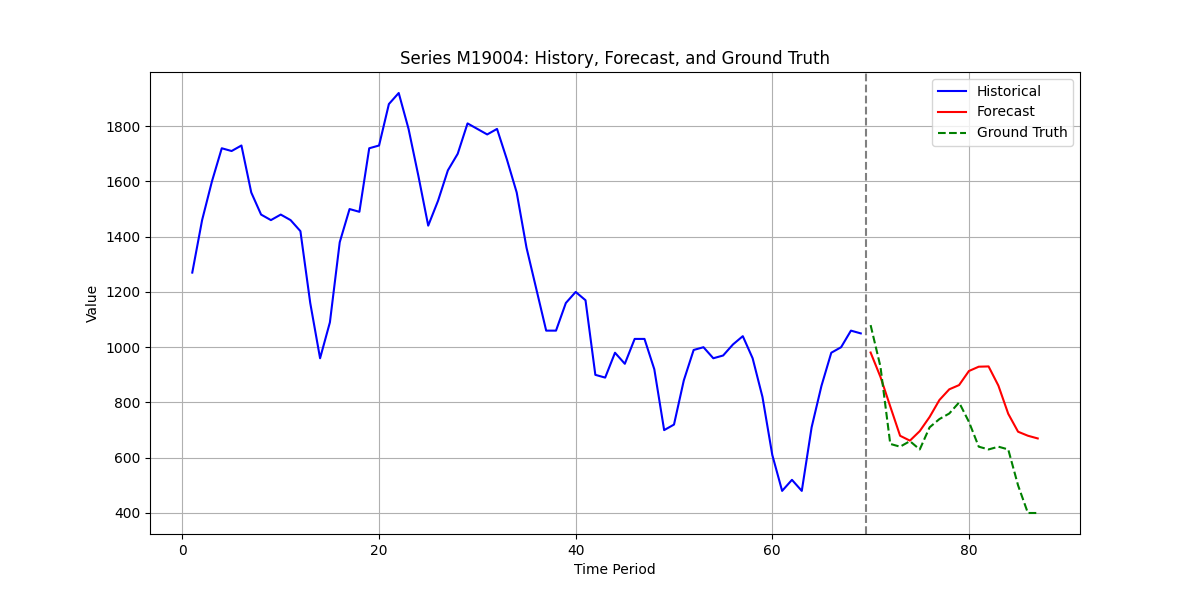 Series M19004: History, Forecast, and Ground Truth
Historical
Forecast
Ground Truth
Value
1800
1600
1400
1200
1000
800
600
400
0 20 40 60 80
Time Period